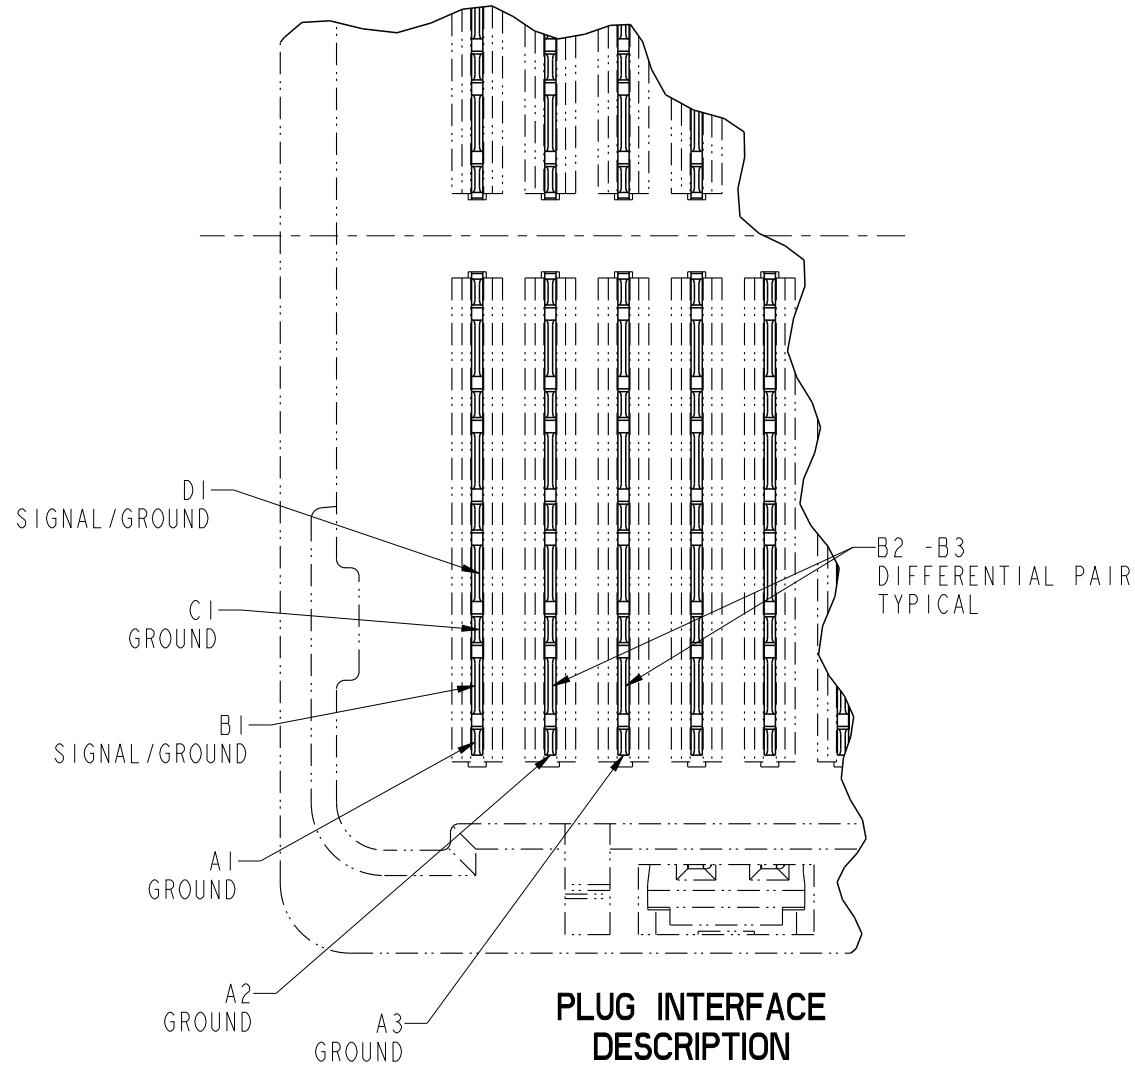 D1
SIGNAL/GROUND
C1
GROUND
B1
SIGNAL/GROUND
A1
GROUND
A2
GROUND
A3
GROUND
B2 -B3
DIFFERENTIAL PAIR
TYPICAL
PLUG INTERFACE
DESCRIPTION